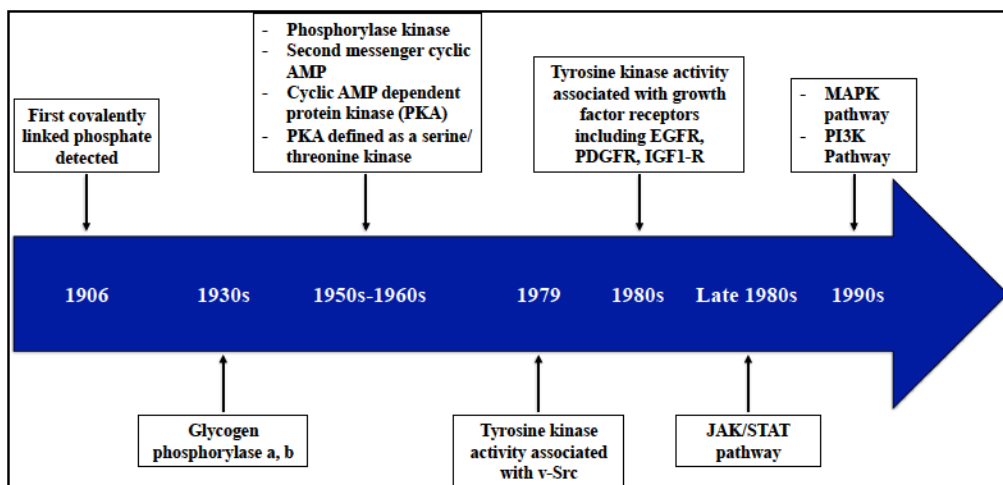 First covalently
linked phosphate
detected
- Phosphorylase kinase
- Second messenger cyclic
AMP
- Cyclic AMP dependent
protein kinase (PKA)
- PKA defined as a serine/
threonine kinase
Tyrosine kinase activity
associated with growth
factor receptors
including EGFR,
PDGFR, IGF1-R
- MAPK
pathway
- PI3K
Pathway
1906
1930s
1950s-1960s
1979
1980s
Late 1980s
1990s
Glycogen
phosphorylase a, b
Tyrosine kinase
activity associated
with v-Src
JAK/STAT
pathway